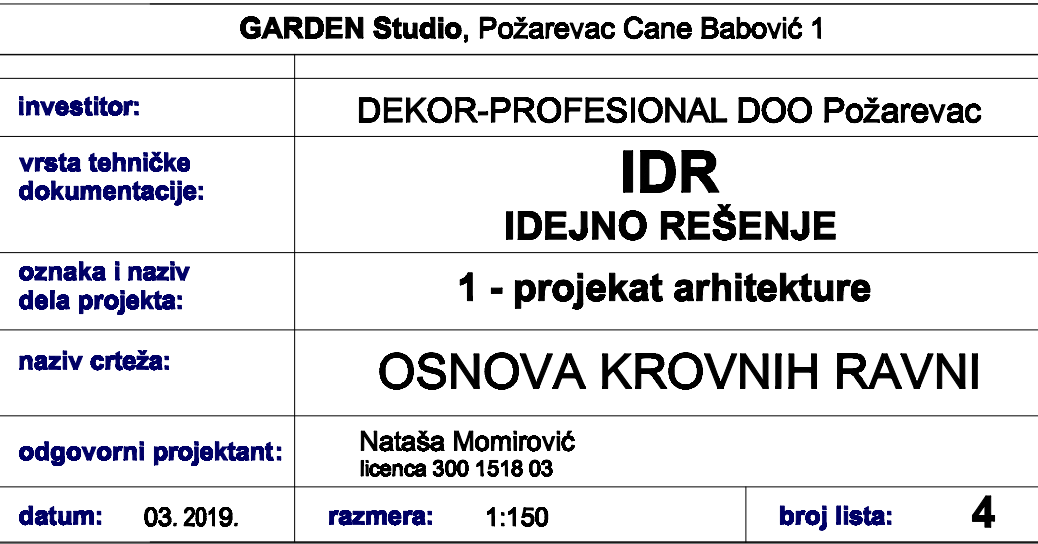 GARDEN Studio, Požarevac Cane Babović 1
investitor: DEKOR-PROFESIONAL DOO Požarevac
vrsta tehničke
dokumentacije:
IDR
IDEJNO REŠENJE
oznaka i naziv
dela projekta:
1 - projekat arhitekture
naziv crteža: OSNOVA KROVNIH RAVNI
odgovorni projektant:
Nataša Momirović
licenca 300 1518 03
datum: 03. 2019. razmera: 1:150 broj lista: 4